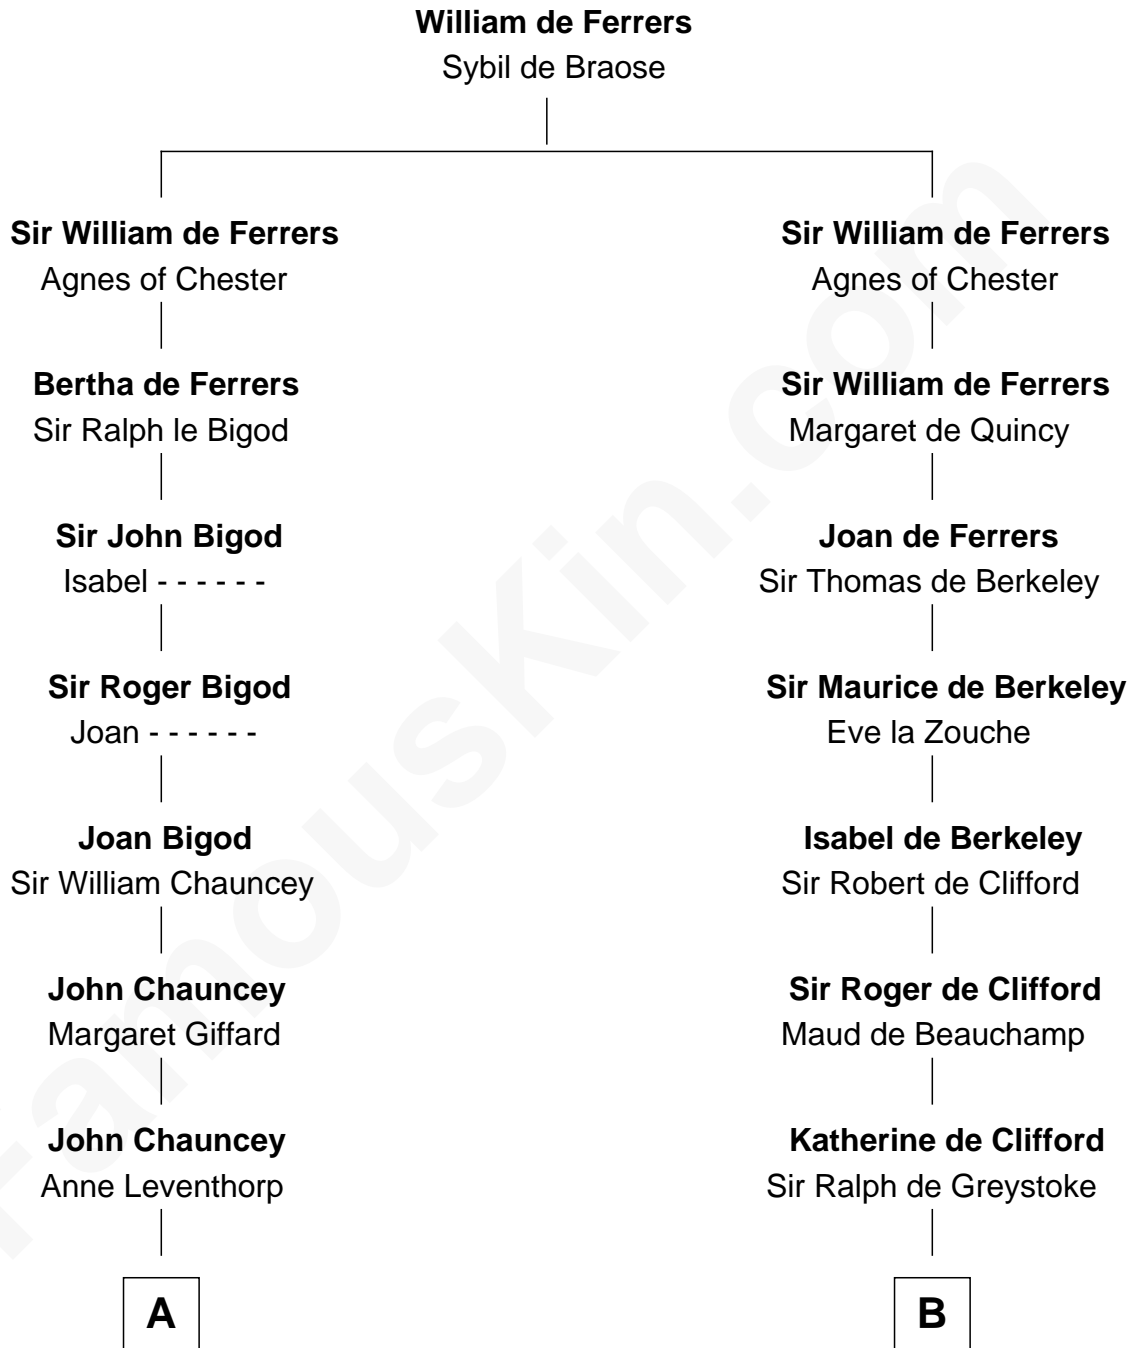 William de Ferrers
Sybil de Braose
Sir William de Ferrers
Agnes of Chester
Sir William de Ferrers
Agnes of Chester
Bertha de Ferrers
Sir Ralph le Bigod
Sir William de Ferrers
Margaret de Quincy
Sir John Bigod
Isabel - - - - - -
Joan de Ferrers
Sir Thomas de Berkeley
Sir Roger Bigod
Joan - - - - - -
Sir Maurice de Berkeley
Eve la Zouche
Joan Bigod
Sir William Chauncey
Isabel de Berkeley
Sir Robert de Clifford
John Chauncey
Margaret Giffard
Sir Roger de Clifford
Maud de Beauchamp
John Chauncey
Anne Leventhorp
Katherine de Clifford
Sir Ralph de Greystoke
A
B
FamousKin.com